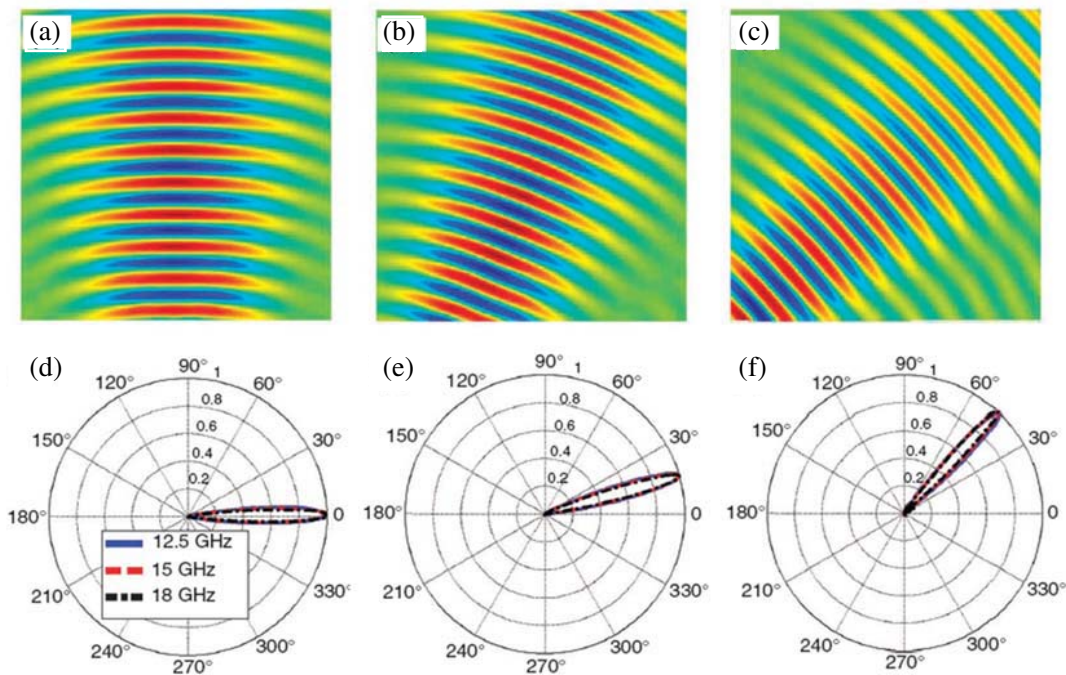 (a) (b) (c)
(d) (e) (f)
90° 1 90° 1 90° 1
120° 60° 120° 60° 120° 60°
0.8 0.8 0.8
150° 0.6 30° 150° 0.6 30° 150° 0.6 30°
0.4 0.4 0.4
0.2 0.2 0.2
180° 0 180° 0 180° 0
12.5 GHz
15 GHz
18 GHz
210° 330° 210° 330° 210° 330°
240° 300° 240° 300° 240° 300°
270° 270° 270°